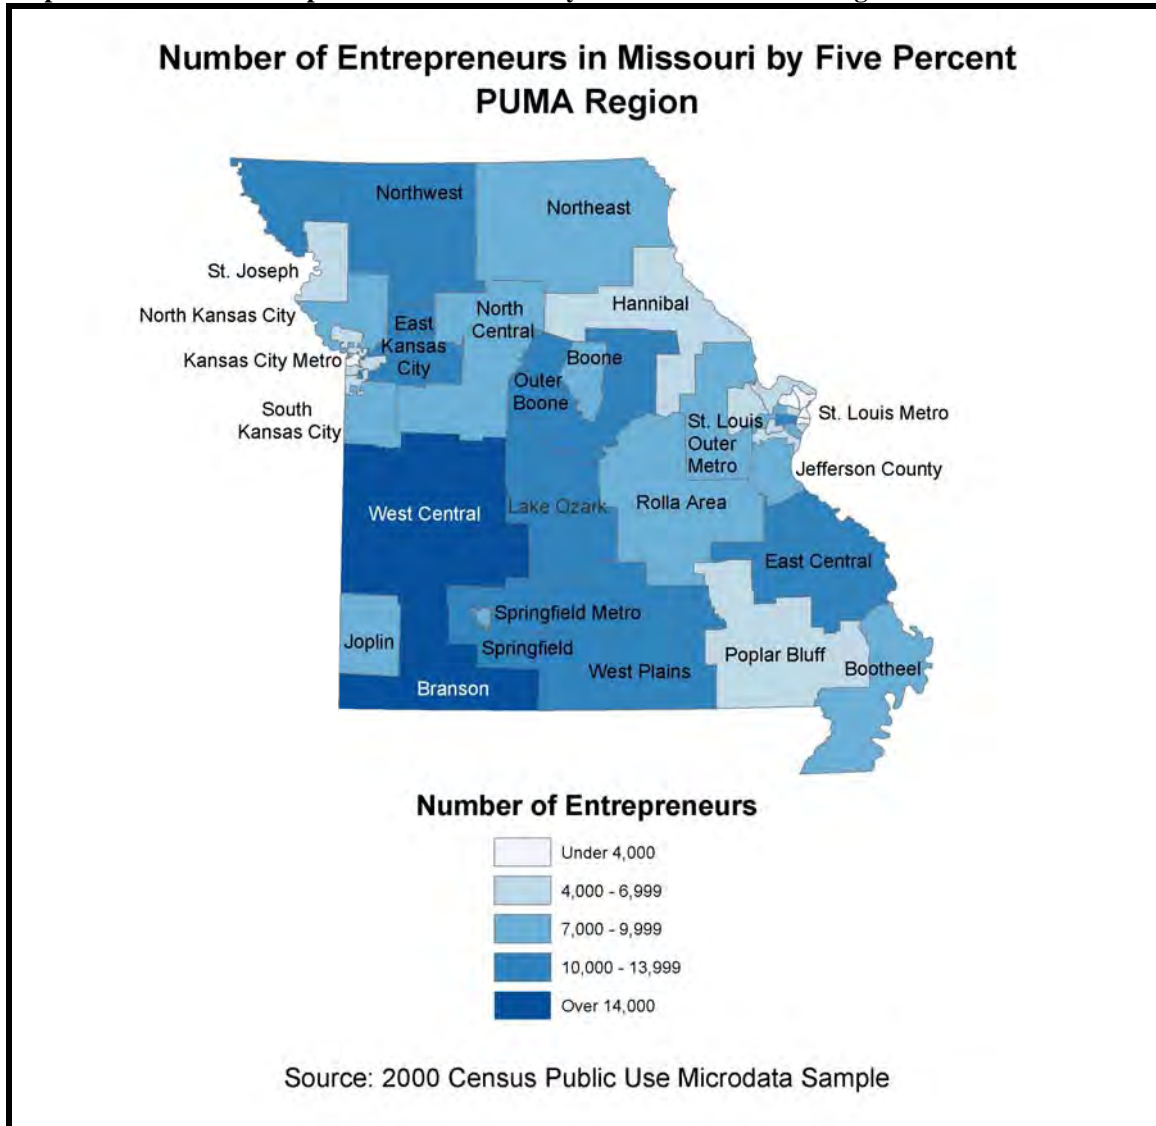 Number of Entrepreneurs in Missouri by Five Percent
PUMA Region
Northwest
Northeast
St. Joseph
North Kansas City
Hannibal
North
Central
East
Kansas
City
Kansas City Metro
Boone
Outer
Boone
South
Kansas City
St. Louis
Outer
Metro
St. Louis Metro
Jefferson County
West Central
Lake Ozark
Rolla Area
East Central
Springfield Metro
Joplin
Springfield
Poplar Bluff
Bootheel
West Plains
Branson
Number of Entrepreneurs
Under 4,000
4,000 - 6,999
7,000 - 9,999
10,000 - 13,999
Over 14,000
Source: 2000 Census Public Use Microdata Sample